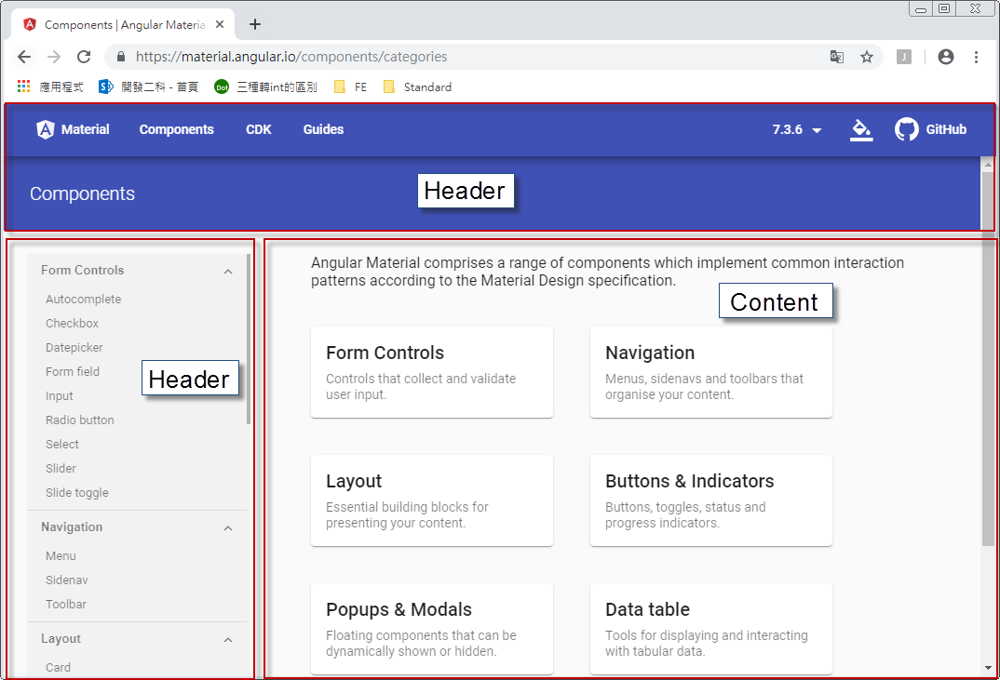 Components | Angular Materia
https://material.angular.io/components/categories
J
應用程式
開發二科 - 首頁
Dot 三種轉int的區別
FE
Standard
A Material
Components
CDK
Guides
7.3.6
GitHub
Components
Header
Form Controls
Autocomplete
Checkbox
Datepicker
Form field
Input
Radio button
Select
Slider
Slide toggle
Navigation
Menu
Sidenav
Toolbar
Layout
Card
Header
Angular Material comprises a range of components which implement common interaction
patterns according to the Material Design specification.
Content
Form Controls
Controls that collect and validate
user input.
Navigation
Menus, sidenavs and toolbars that
organise your content.
Layout
Essential building blocks for
presenting your content.
Buttons & Indicators
Buttons, toggles, status and
progress indicators.
Popups & Modals
Floating components that can be
dynamically shown or hidden.
Data table
Tools for displaying and interacting
with tabular data.